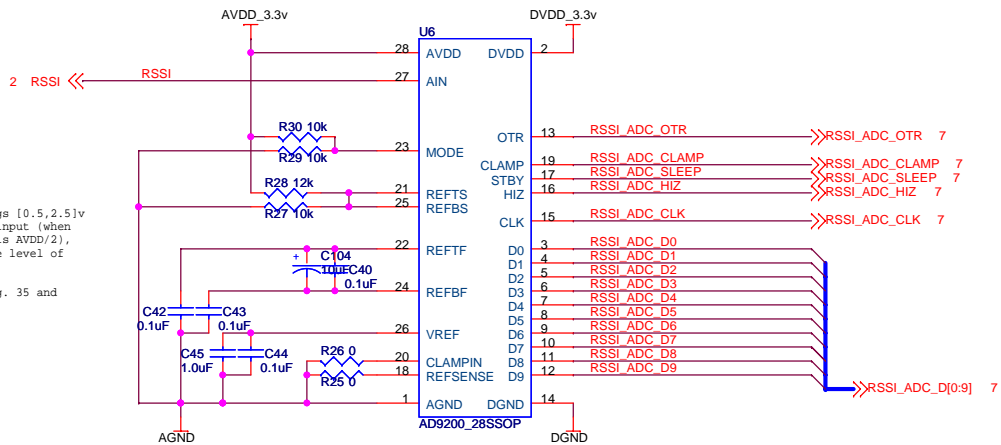 AVDD_3.3v
DVDD_3.3v
U6
28 AVDD DVDD 2
2 RSSI RSSI 27 AIN
R30 10k
OTR 13 RSSI_ADC_OTR RSSI_ADC_OTR 7
R29 10k 23 MODE
CLAMP 19 RSSI_ADC_CLAMP RSSI_ADC_CLAMP 7
STBY 17 RSSI_ADC_SLEEP RSSI_ADC_SLEEP 7
R28 12k 21 REFTS HIZ 16 RSSI_ADC_HIZ RSSI_ADC_HIZ 7
R27 10k 25 REFBS
CLK 15 RSSI_ADC_CLK RSSI_ADC_CLK 7
gs [0.5,2.5]v
input (when
is AVDD/2),
e level of
g. 35 and
22 REFTF D0 3 RSSI_ADC_D0
+ C104 D1 4 RSSI_ADC_D1
10uF C40 D2 5 RSSI_ADC_D2
0.1uF
24 REFBF D3 6 RSSI_ADC_D3
D4 7 RSSI_ADC_D4
C42 C43 D5 8 RSSI_ADC_D5
0.1uF 0.1uF
26 VREF D6 9 RSSI_ADC_D6
C45 C44 R26 0 D7 10 RSSI_ADC_D7
1.0uF 0.1uF 20 CLAMPIN D8 11 RSSI_ADC_D8
R25 0 18 REFSENSE D9 12 RSSI_ADC_D9
RSSI_ADC_D[0:9] 7
1 AGND DGND 14
AD9200_28SSOP
AGND
DGND